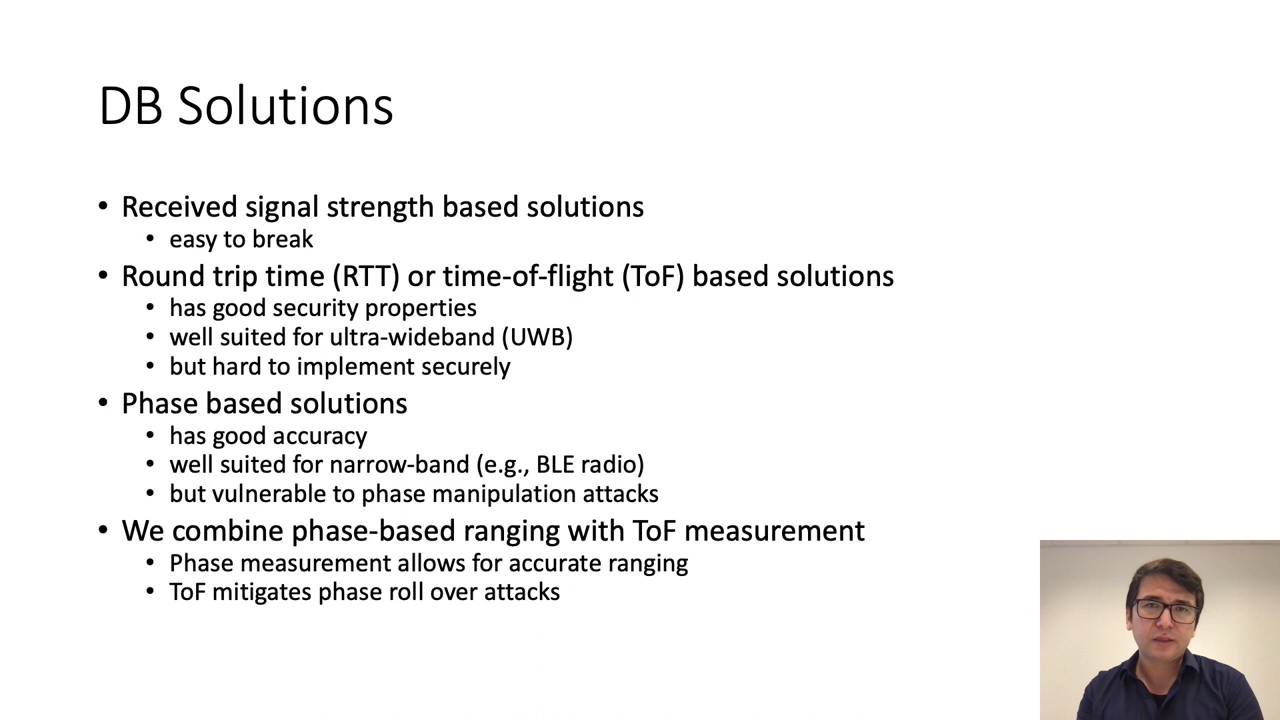 DB Solutions
• Received signal strength based solutions
• easy to break
• Round trip time (RTT) or time-of-flight (ToF) based solutions
• has good security properties
• well suited for ultra-wideband (UWB)
• but hard to implement securely
• Phase based solutions
• has good accuracy
• well suited for narrow-band (e.g., BLE radio)
• but vulnerable to phase manipulation attacks
• We combine phase-based ranging with ToF measurement
• Phase measurement allows for accurate ranging
• ToF mitigates phase roll over attacks